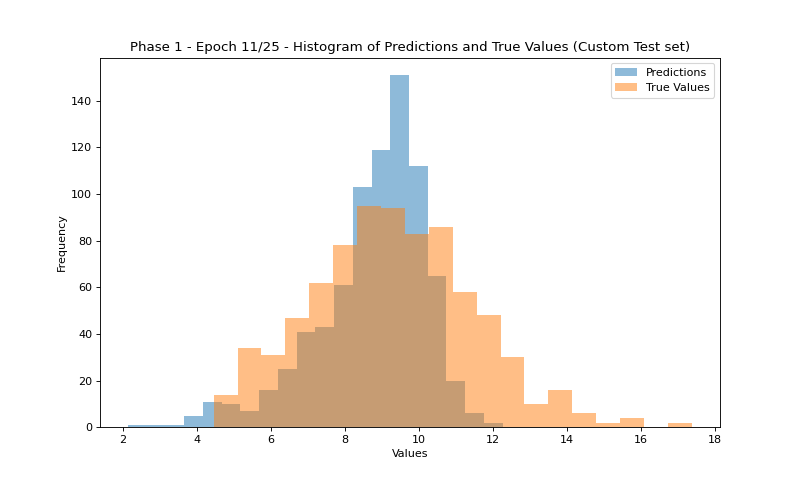 Phase 1 - Epoch 11/25 - Histogram of Predictions and True Values (Custom Test set)
Predictions
True Values
140
120
100
80
60
40
20
0
Frequency
2 4 6 8 10 12 14 16 18
Values